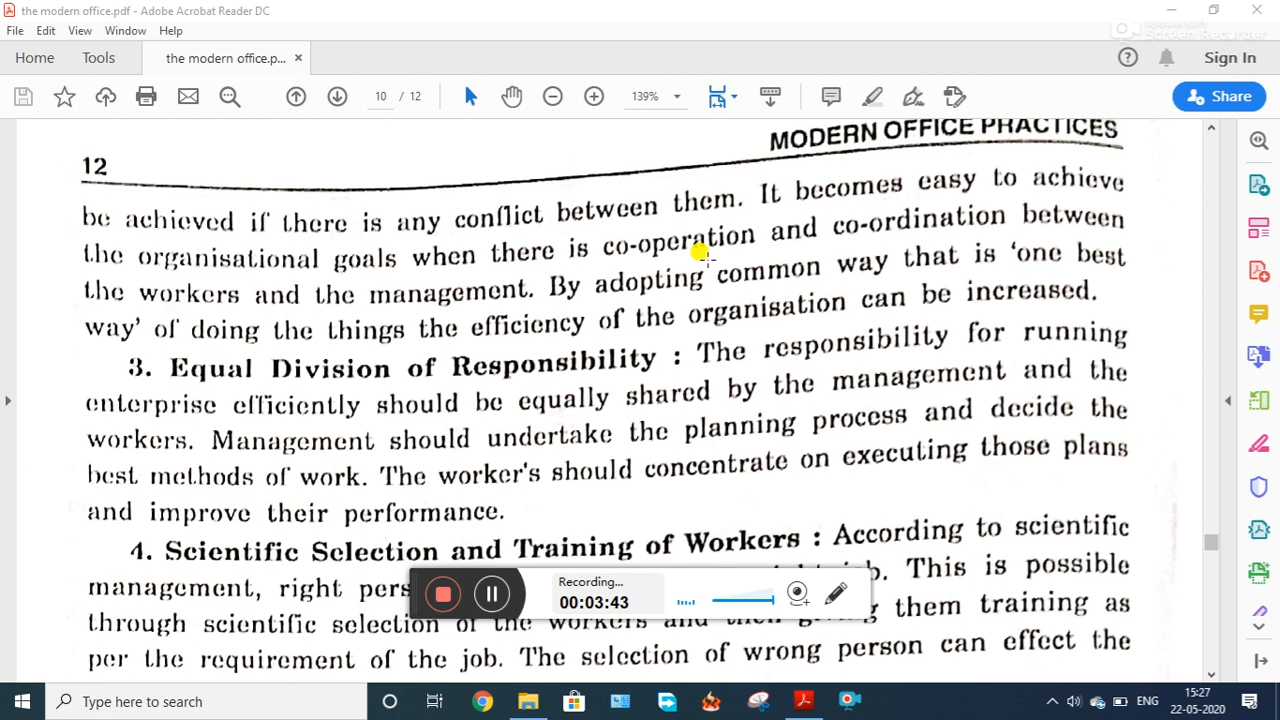 the modern office.pdf - Adobe Acrobat Reader DC
File Edit View Window Help
Home Tools the modern office.p... ×
Sign In
10 / 12
139%
Share
MODERN OFFICE PRACTICES
12
be achieved if there is any conflict between them. It becomes easy to achieve
the organisational goals when there is co-operation and co-ordination between
the workers and the management. By adopting common way that is 'one best
way' of doing the things the efficiency of the organisation can be increased.
3. Equal Division of Responsibility : The responsibility for running
enterprise efficiently should be equally shared by the management and the
workers. Management should undertake the planning process and decide the
best methods of work. The worker's should concentrate on executing those plans
and improve their performance.
4. Scientific Selection and Training of Workers : According to scientific
management, right pers
job. This is possible
through scientific selection of the workers and then giving them training as
per the requirement of the job. The selection of wrong person can effect the
Recording...
00:03:43
Type here to search
ENG
15:27
22-05-2020